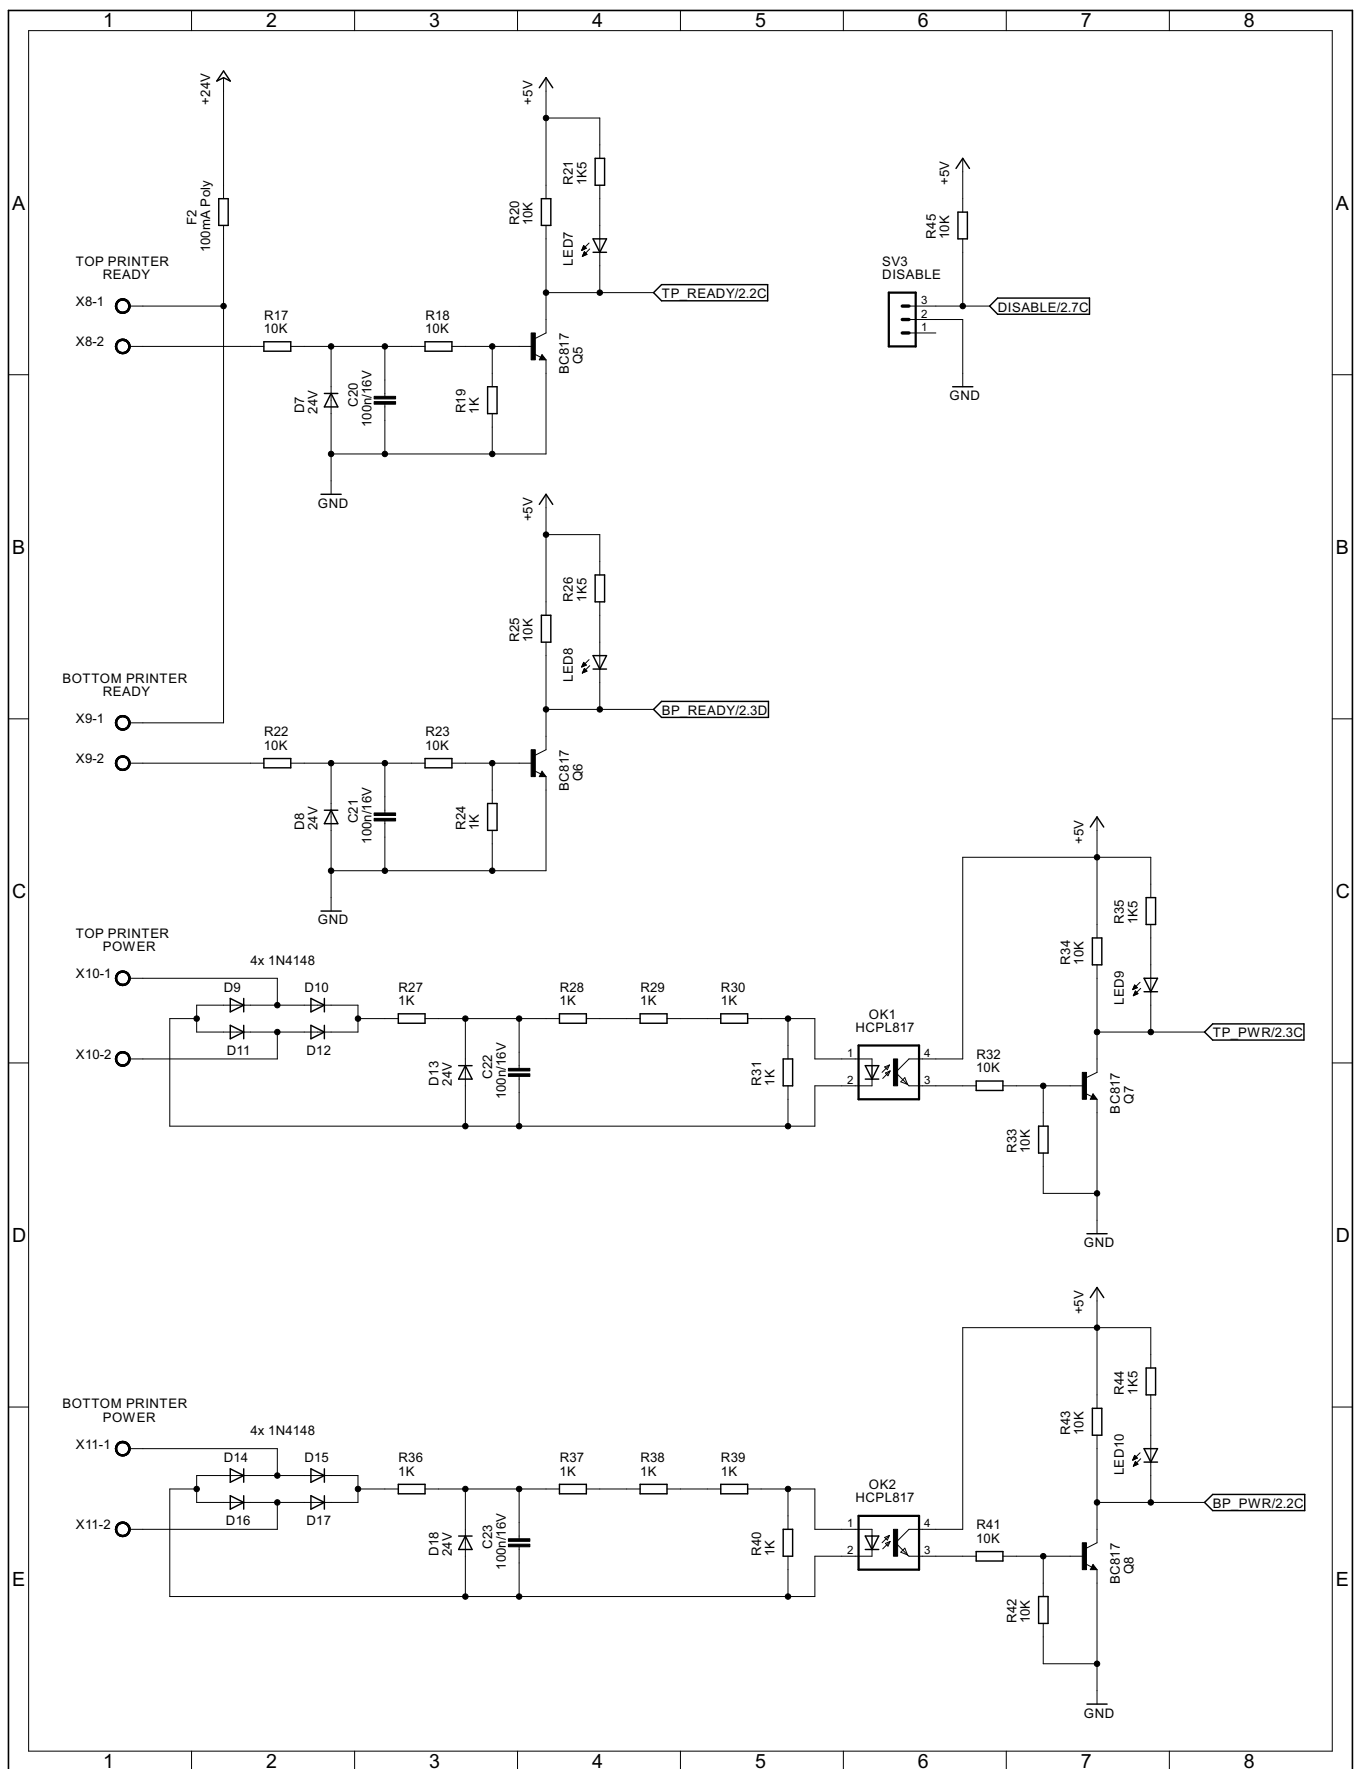 1 2 3 4 5 6 7 8
A
A
B
B
C
C
D
D
E
E
+24V
F2
100mA Poly
TOP PRINTER
READY
X8-1
X8-2
R17
10K
D7
24V
C20
100n/16V
R18
10K
R19
1K
GND
+5V
R20
10K
R21
1K5
LED7
TP_READY/2.2C
BC817
Q5
+5V
R45
10K
SV3
DISABLE
3
2
1
DISABLE/2.7C
GND
BOTTOM PRINTER
READY
X9-1
X9-2
R22
10K
D8
24V
C21
100n/16V
R23
10K
R24
1K
GND
+5V
R25
10K
R26
1K5
LED8
BP_READY/2.3D
BC817
Q6
TOP PRINTER
POWER
X10-1
X10-2
4x 1N4148
D9
D10
D11
D12
R27
1K
D13
24V
C22
100n/16V
R28
1K
R29
1K
R30
1K
R31
1K
OK1
HCPL817
1
2
4
3
R32
10K
R33
10K
+5V
R34
10K
R35
1K5
LED9
TP_PWR/2.3C
BC817
Q7
GND
BOTTOM PRINTER
POWER
X11-1
X11-2
4x 1N4148
D14
D15
D16
D17
R36
1K
D18
24V
C23
100n/16V
R37
1K
R38
1K
R39
1K
R40
1K
OK2
HCPL817
1
2
4
3
R41
10K
R42
10K
+5V
R43
10K
R44
1K5
LED10
BP_PWR/2.2C
BC817
Q8
GND
1 2 3 4 5 6 7 8